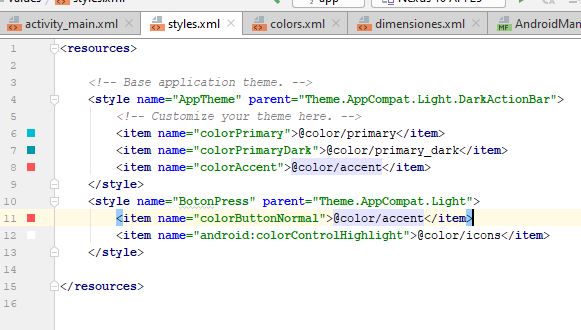 values
styles.xml
app
Nexus 10 API 25
activity_main.xml
styles.xml
colors.xml
dimensiones.xml
AndroidMan
1 <resources>
2
3 <!-- Base application theme. -->
4 <style name="AppTheme" parent="Theme.AppCompat.Light.DarkActionBar">
5 <!-- Customize your theme here. -->
6 <item name="colorPrimary">@color/primary</item>
7 <item name="colorPrimaryDark">@color/primary_dark</item>
8 <item name="colorAccent">@color/accent</item>
9 </style>
10 <style name="BotonPress" parent="Theme.AppCompat.Light">
11 <item name="colorButtonNormal">@color/accent</item>
12 <item name="android:colorControlHighlight">@color/icons</item>
13 </style>
14
15 </resources>
16